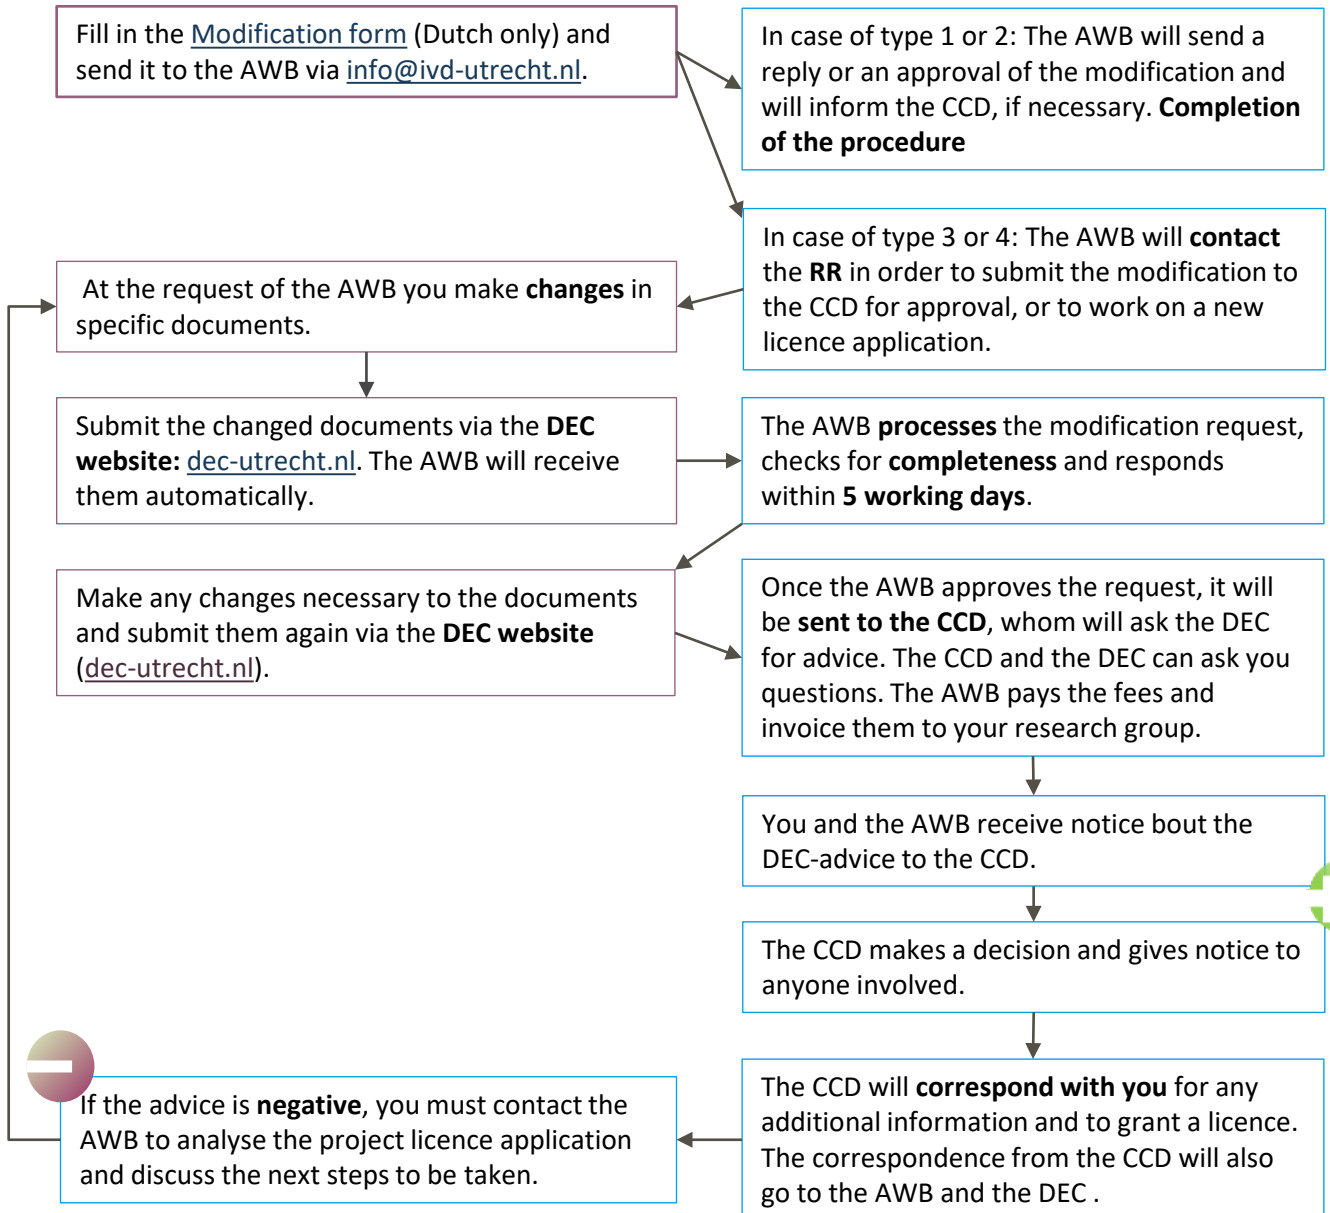 Fill in the Modification form (Dutch only) and
send it to the AWB via info@ivd-utrecht.nl.
In case of type 1 or 2: The AWB will send a
reply or an approval of the modification and
will inform the CCD, if necessary. Completion
of the procedure
In case of type 3 or 4: The AWB will contact
the RR in order to submit the modification to
the CCD for approval, or to work on a new
licence application.
At the request of the AWB you make changes in
specific documents.
Submit the changed documents via the DEC
website: dec-utrecht.nl. The AWB will receive
them automatically.
The AWB processes the modification request,
checks for completeness and responds
within 5 working days.
Make any changes necessary to the documents
and submit them again via the DEC website
(dec-utrecht.nl).
Once the AWB approves the request, it will
be sent to the CCD, whom will ask the DEC
for advice. The CCD and the DEC can ask you
questions. The AWB pays the fees and
invoice them to your research group.
You and the AWB receive notice bout the
DEC-advice to the CCD.
The CCD makes a decision and gives notice to
anyone involved.
The CCD will correspond with you for any
additional information and to grant a licence.
The correspondence from the CCD will also
go to the AWB and the DEC .
If the advice is negative, you must contact the
AWB to analyse the project licence application
and discuss the next steps to be taken.